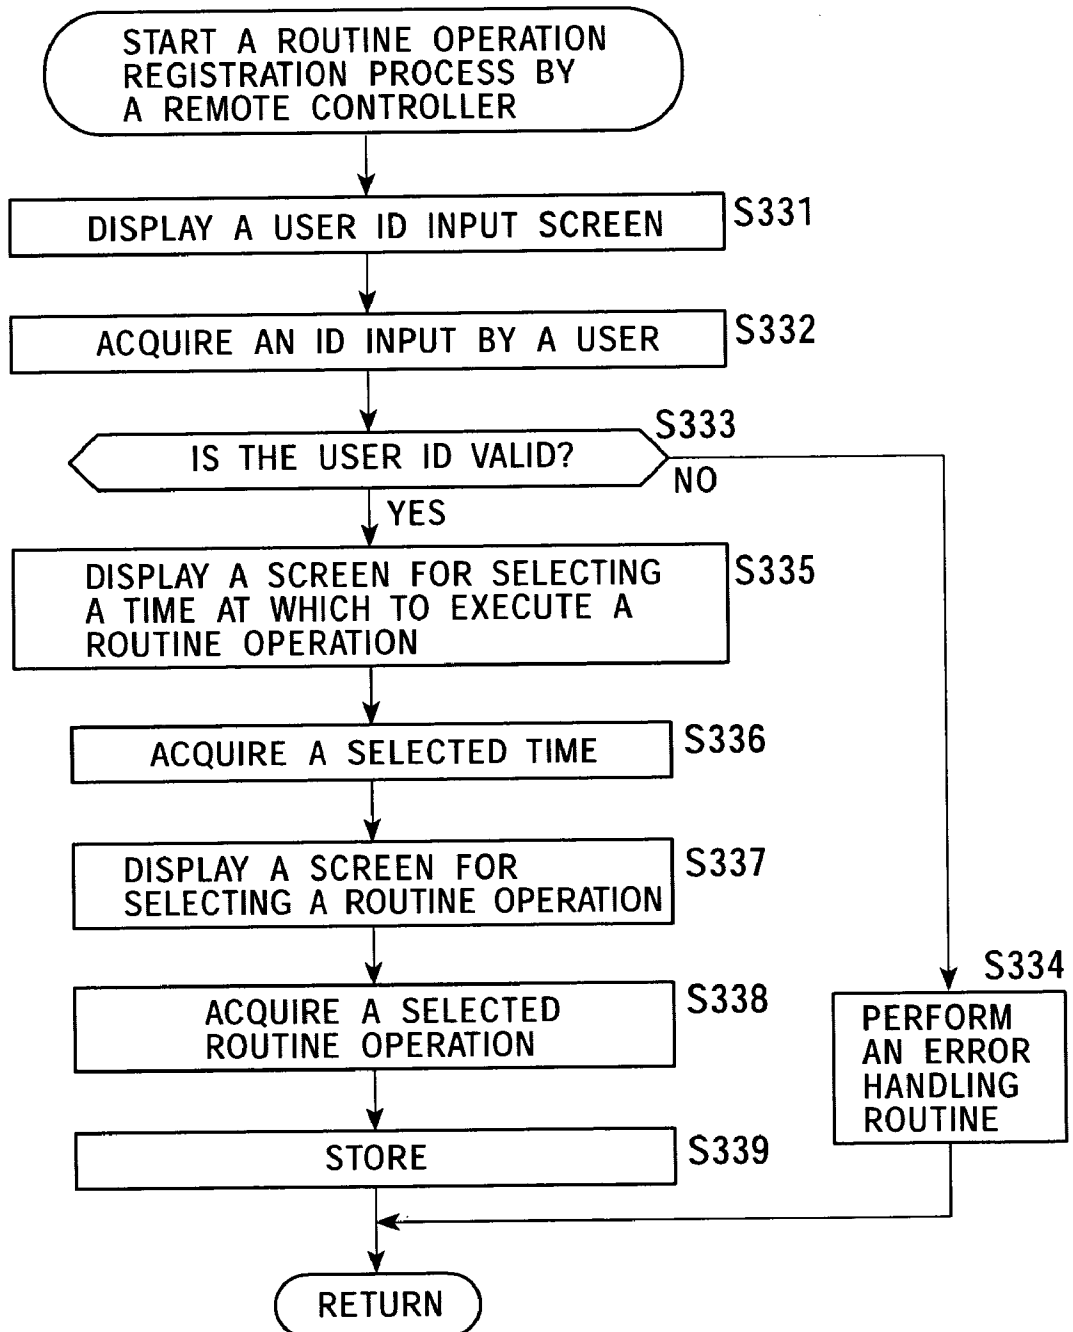 START A ROUTINE OPERATION
REGISTRATION PROCESS BY
A REMOTE CONTROLLER
DISPLAY A USER ID INPUT SCREEN
S331
ACQUIRE AN ID INPUT BY A USER
S332
IS THE USER ID VALID?
S333
NO
YES
DISPLAY A SCREEN FOR SELECTING
A TIME AT WHICH TO EXECUTE A
ROUTINE OPERATION
S335
ACQUIRE A SELECTED TIME
S336
DISPLAY A SCREEN FOR
SELECTING A ROUTINE OPERATION
S337
ACQUIRE A SELECTED
ROUTINE OPERATION
S338
S334
PERFORM
AN ERROR
HANDLING
ROUTINE
STORE
S339
RETURN